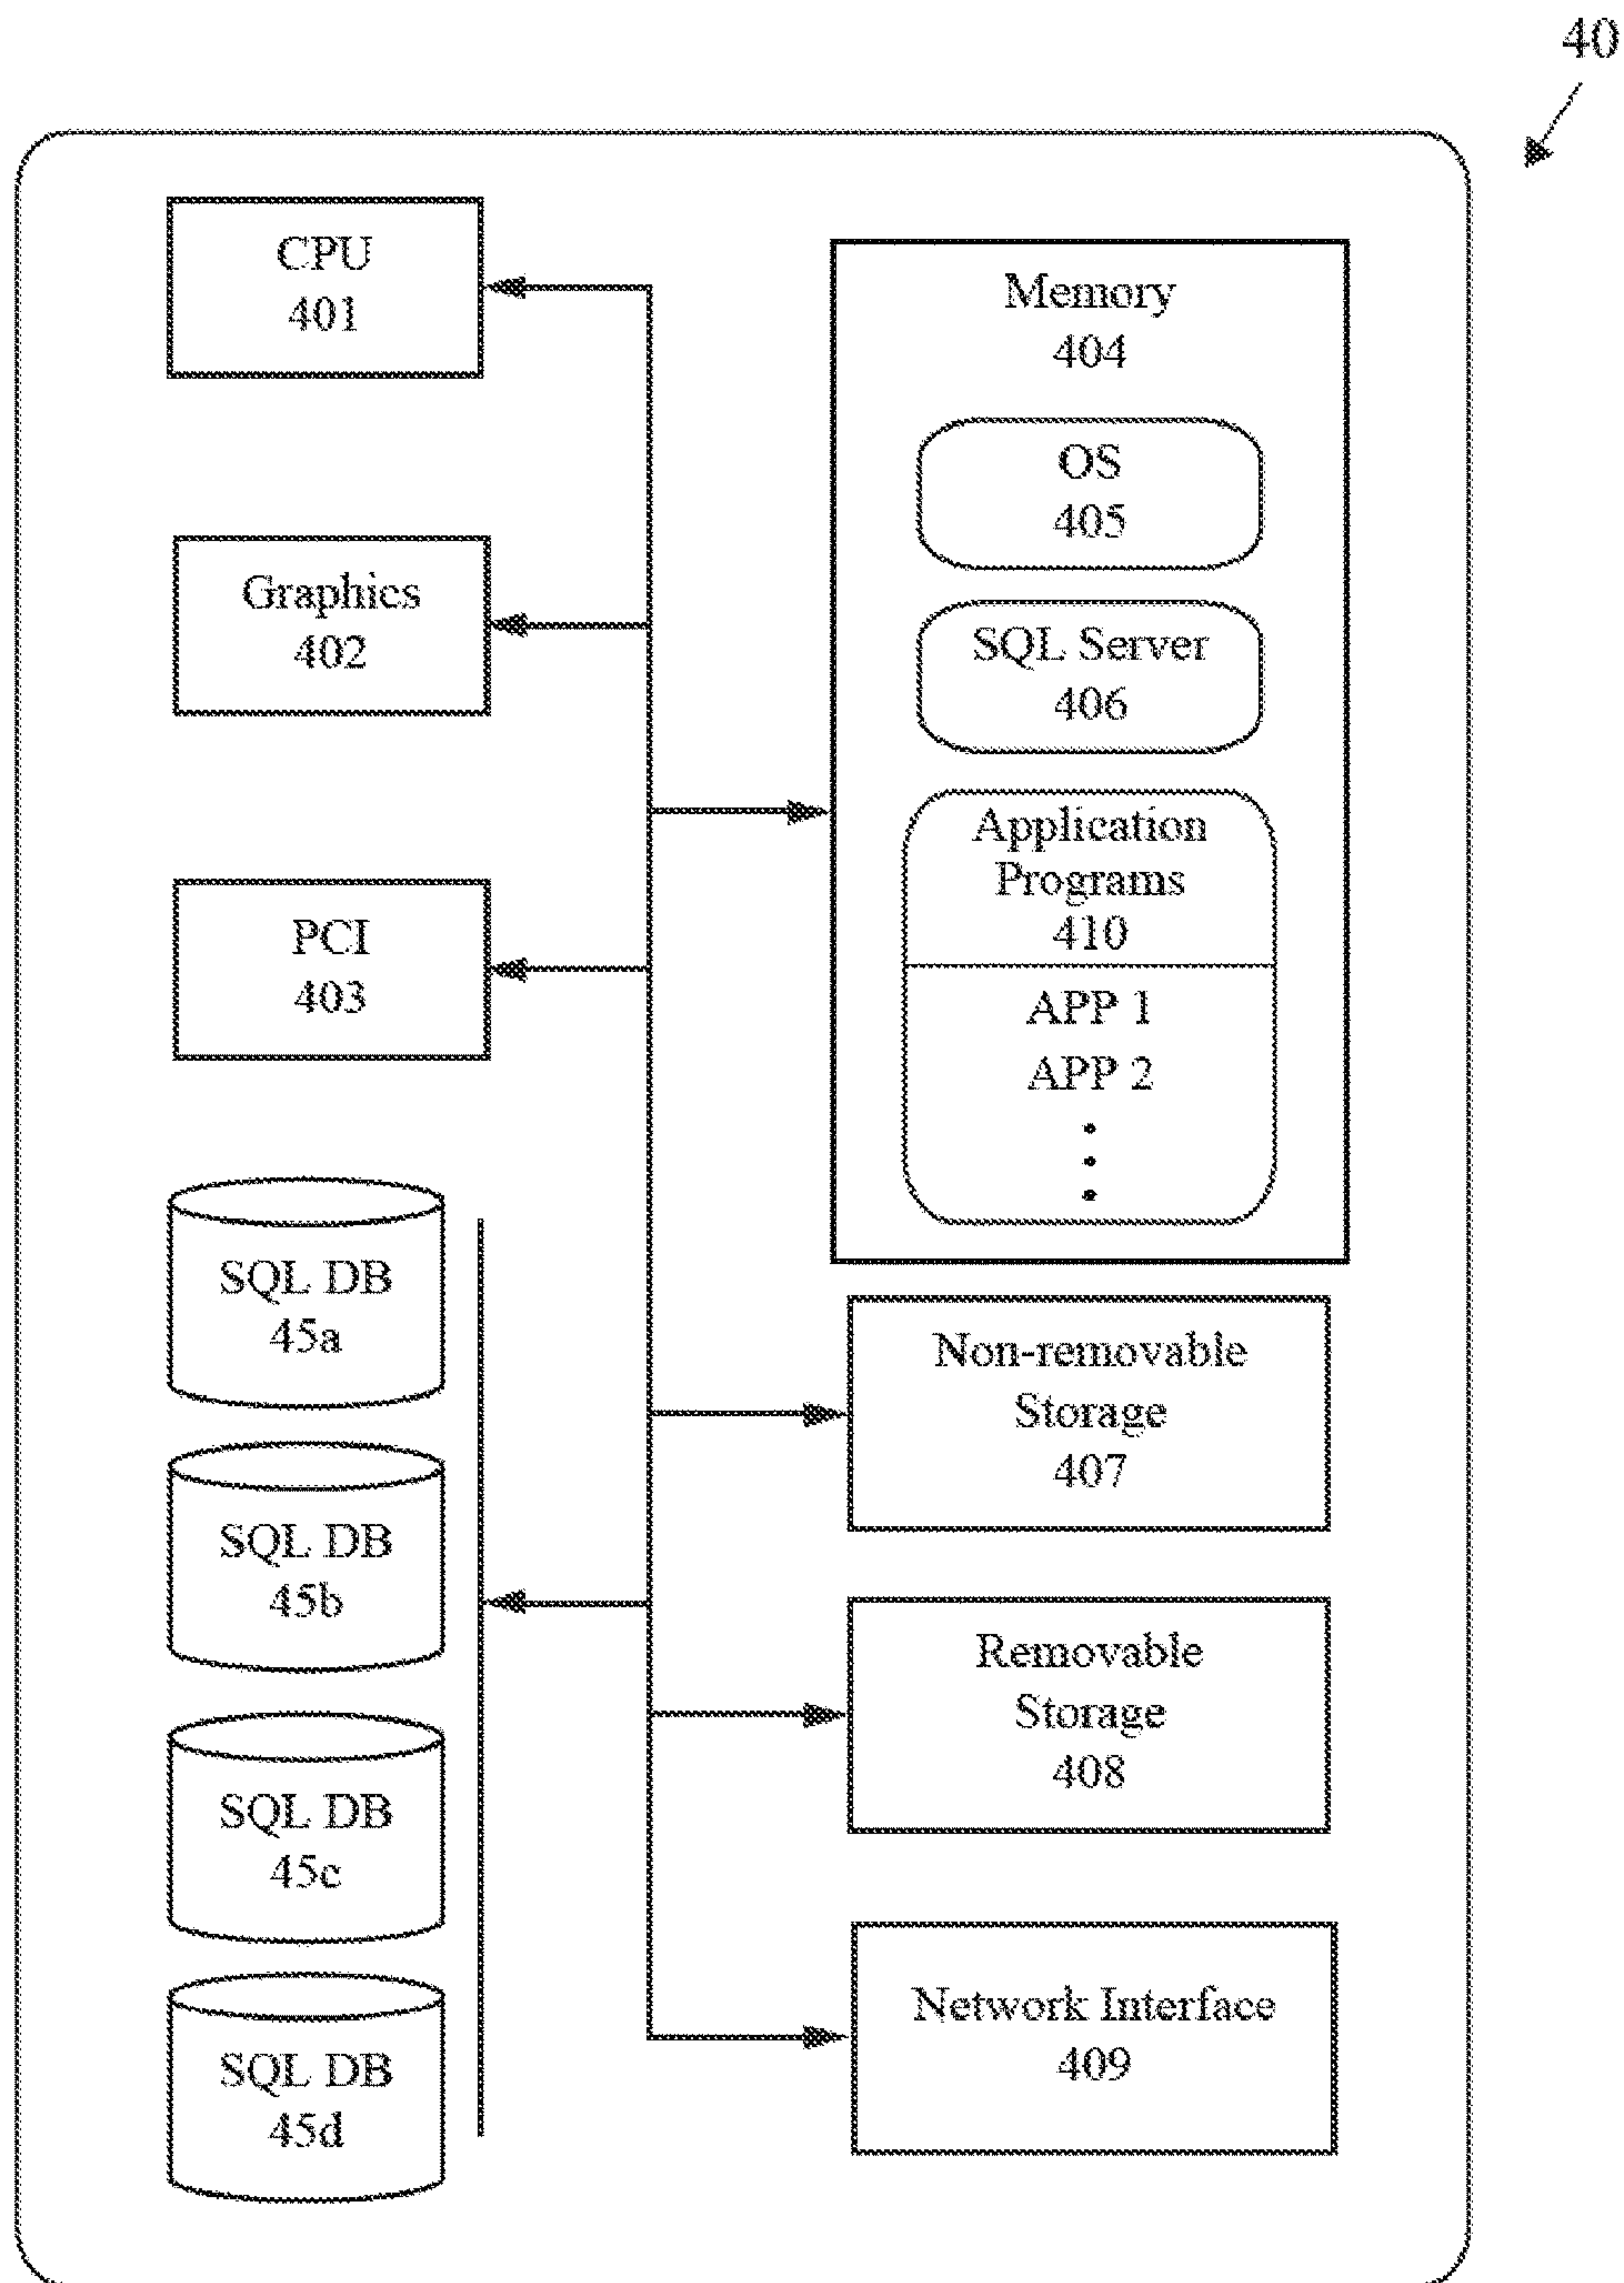 40
CPU
401
Graphics
402
PCI
403
SQL DB
45a
SQL DB
45b
SQL DB
45c
SQL DB
45d
Memory
404
OS
405
SQL Server
406
Application
Programs
410
APP 1
APP 2
Non-removable
Storage
407
Removable
Storage
408
Network Interface
409